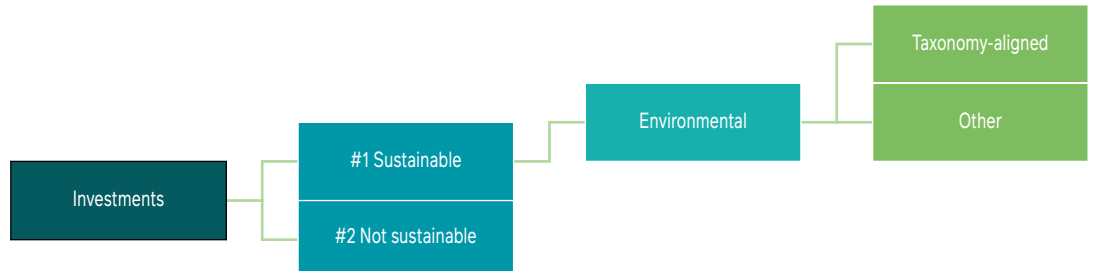 Investments
#1 Sustainable
#2 Not sustainable
Environmental
Taxonomy-aligned
Other